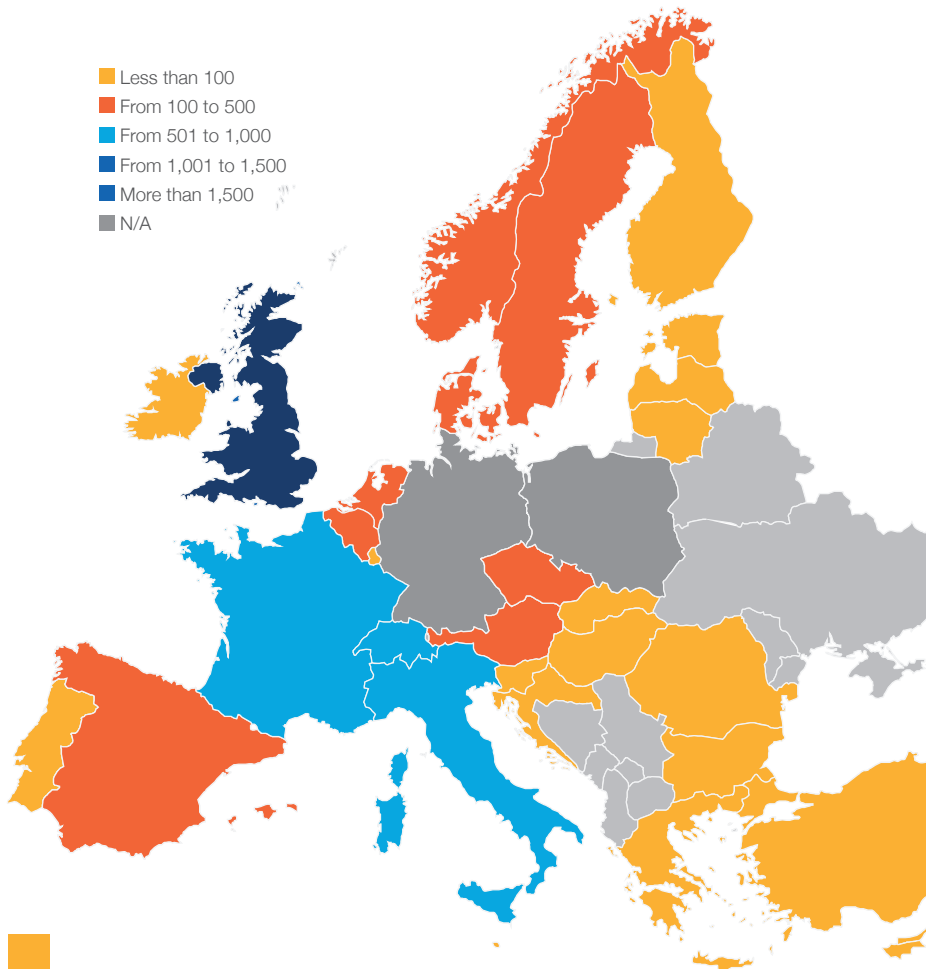 Less than 100
From 100 to 500
From 501 to 1,000
From 1,001 to 1,500
More than 1,500
N/A